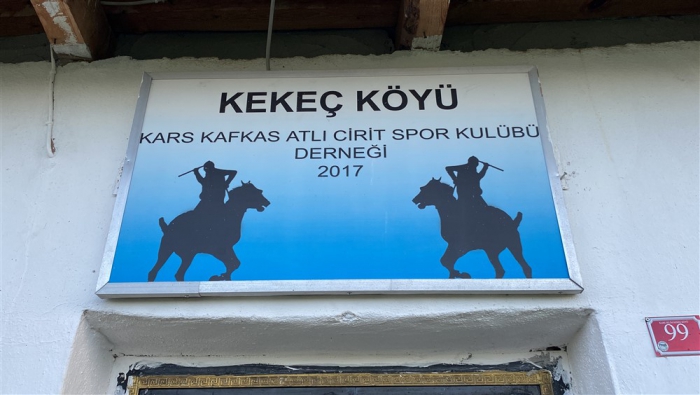 KEKEÇ KÖYÜ
KARS KAFKAS ATLI CİRİT SPOR KULÜBÜ
DERNEĞİ
2017
99